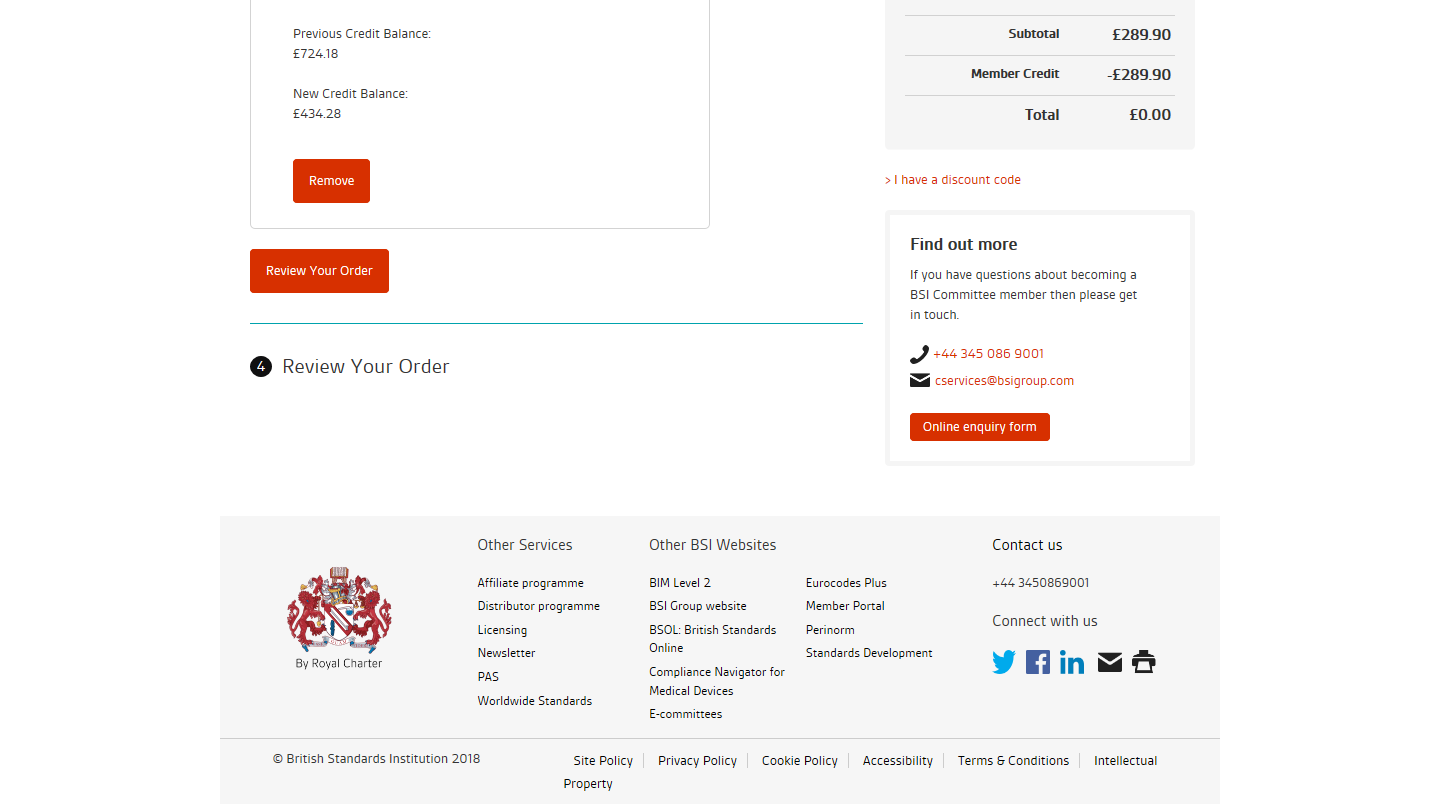 Previous Credit Balance:
£724.18
New Credit Balance:
£434.28
Remove
Review Your Order
4 Review Your Order
Subtotal £289.90
Member Credit -£289.90
Total £0.00
> I have a discount code
Find out more
If you have questions about becoming a
BSI Committee member then please get
in touch.
+44 345 086 9001
cservices@bsigroup.com
Online enquiry form
By Royal Charter
Other Services
Affiliate programme
Distributor programme
Licensing
Newsletter
PAS
Worldwide Standards
Other BSI Websites
BIM Level 2
BSI Group website
BSOL: British Standards
Online
Compliance Navigator for
Medical Devices
E-committees
Eurocodes Plus
Member Portal
Perinorm
Standards Development
Contact us
+44 3450869001
Connect with us
© British Standards Institution 2018
Site Policy Privacy Policy Cookie Policy Accessibility Terms & Conditions Intellectual
Property